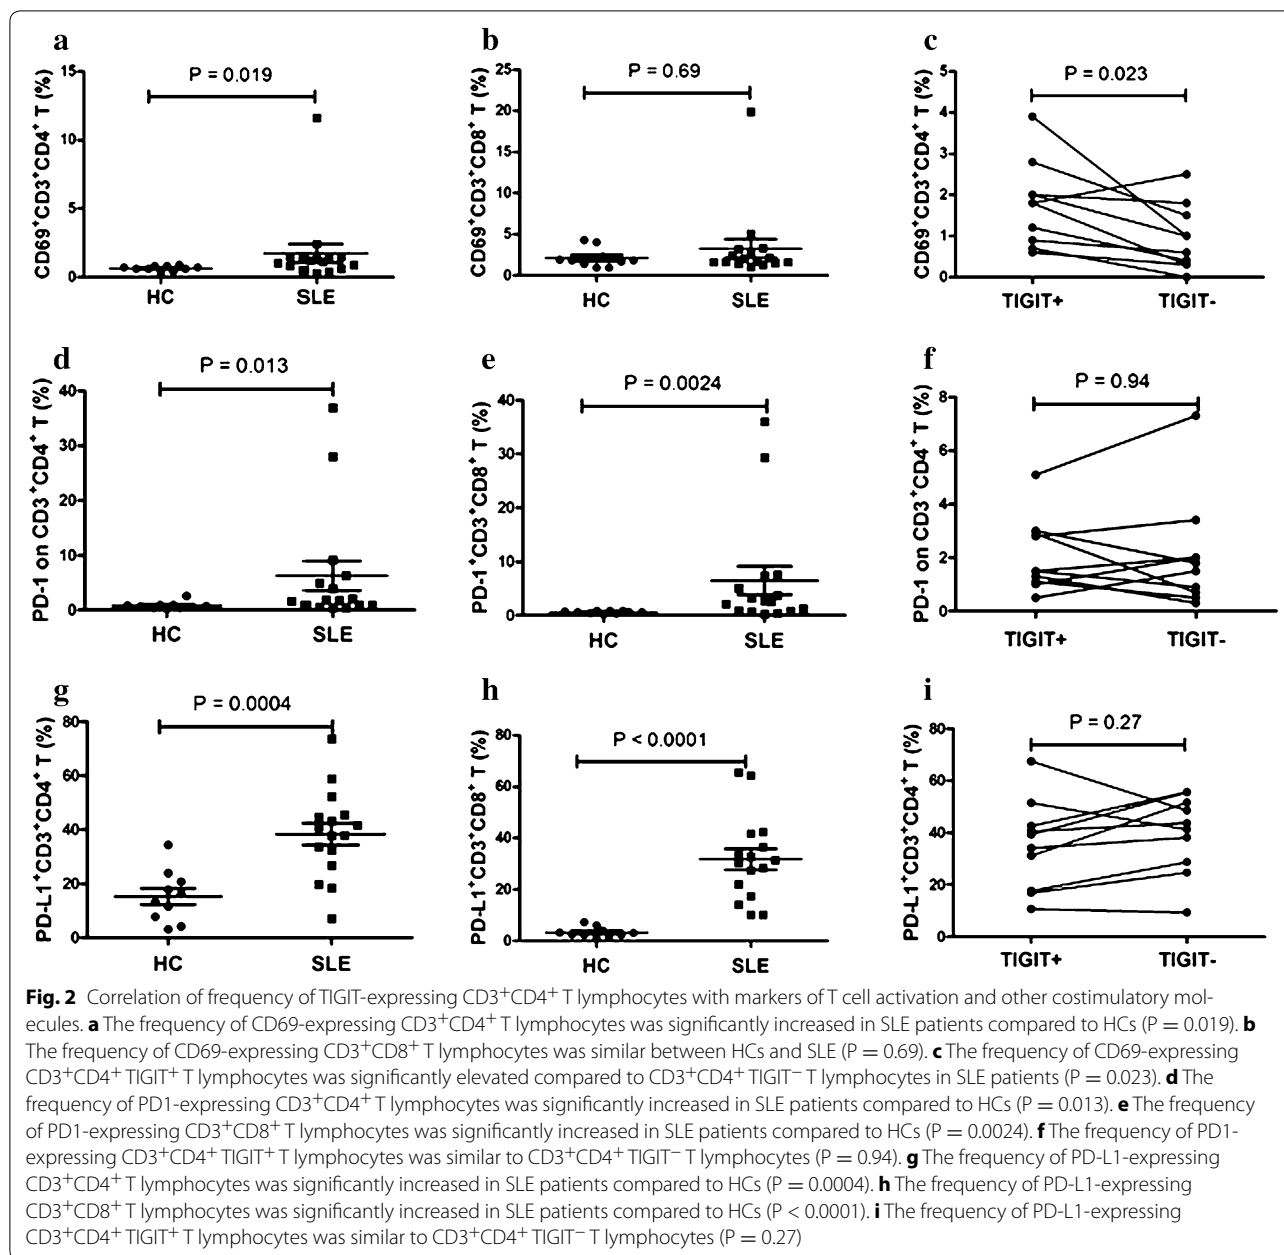 a
b
c
P = 0.019
P = 0.69
P = 0.023
CD69⁺CD3⁺CD4⁺ T (%)
15
10
5
0
HC
SLE
CD69⁺CD3⁺CD8⁺ T (%)
25
20
15
10
5
0
HC
SLE
CD69⁺CD3⁺CD4⁺ T (%)
5
4
3
2
1
0
TIGIT+
TIGIT-
d
e
f
P = 0.013
P = 0.0024
P = 0.94
PD-1 on CD3⁺CD4⁺ T (%)
40
30
20
10
0
HC
SLE
PD-1⁺CD3⁺CD8⁺ T (%)
40
30
20
10
0
HC
SLE
PD-1 on CD3⁺CD4⁺ T (%)
8
6
4
2
0
TIGIT+
TIGIT-
g
h
i
P = 0.0004
P < 0.0001
P = 0.27
PD-L1⁺CD3⁺CD4⁺ T (%)
80
60
40
20
0
HC
SLE
PD-L1⁺CD3⁺CD8⁺ T (%)
80
60
40
20
0
HC
SLE
PD-L1⁺CD3⁺CD4⁺ T (%)
80
60
40
20
0
TIGIT+
TIGIT-
Fig. 2 Correlation of frequency of TIGIT-expressing CD3⁺CD4⁺ T lymphocytes with markers of T cell activation and other costimulatory mol-
ecules. a The frequency of CD69-expressing CD3⁺CD4⁺ T lymphocytes was significantly increased in SLE patients compared to HCs (P = 0.019). b
The frequency of CD69-expressing CD3⁺CD8⁺ T lymphocytes was similar between HCs and SLE (P = 0.69). c The frequency of CD69-expressing
CD3⁺CD4⁺ TIGIT⁺ T lymphocytes was significantly elevated compared to CD3⁺CD4⁺ TIGIT⁻ T lymphocytes in SLE patients (P = 0.023). d The
frequency of PD1-expressing CD3⁺CD4⁺ T lymphocytes was significantly increased in SLE patients compared to HCs (P = 0.013). e The frequency
of PD1-expressing CD3⁺CD8⁺ T lymphocytes was significantly increased in SLE patients compared to HCs (P = 0.0024). f The frequency of PD1-
expressing CD3⁺CD4⁺ TIGIT⁺ T lymphocytes was similar to CD3⁺CD4⁺ TIGIT⁻ T lymphocytes (P = 0.94). g The frequency of PD-L1-expressing
CD3⁺CD4⁺ T lymphocytes was significantly increased in SLE patients compared to HCs (P = 0.0004). h The frequency of PD-L1-expressing
CD3⁺CD8⁺ T lymphocytes was significantly increased in SLE patients compared to HCs (P < 0.0001). i The frequency of PD-L1-expressing
CD3⁺CD4⁺ TIGIT⁺ T lymphocytes was similar to CD3⁺CD4⁺ TIGIT⁻ T lymphocytes (P = 0.27)